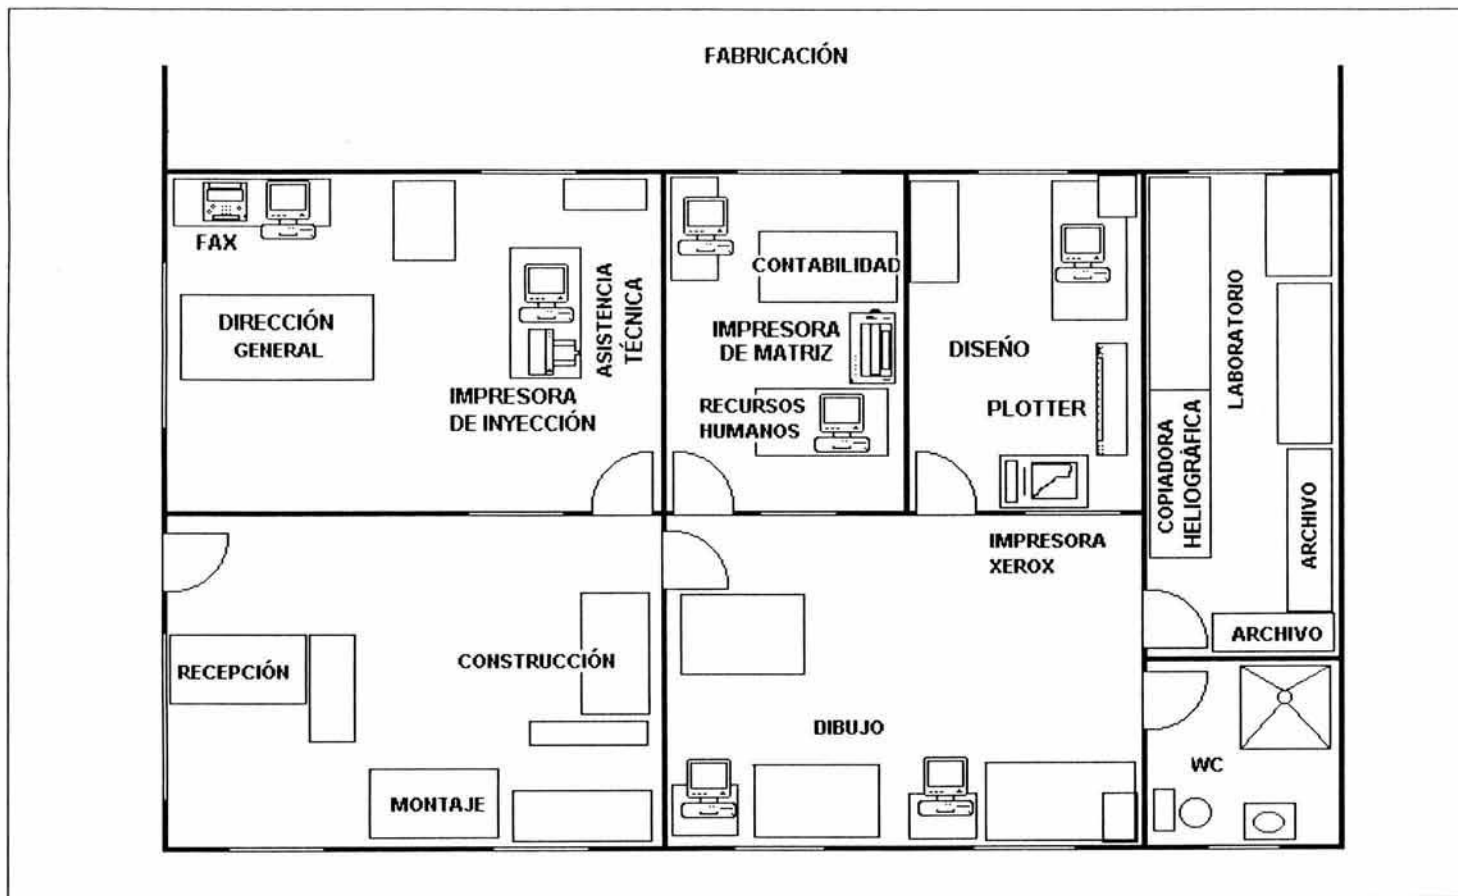 FABRICACIÓN
FAX
DIRECCIÓN
GENERAL
ASISTENCIA
TÉCNICA
IMPRESORA
DE INYECCIÓN
CONTABILIDAD
IMPRESORA
DE MATRIZ
RECURSOS
HUMANOS
DISEÑO
PLOTTER
LABORATORIO
COPIADORA
HELIOGRÀFICA
ARCHIVO
ARCHIVO
IMPRESORA
XEROX
RECEPCIÓN
CONSTRUCCIÓN
MONTAJE
DIBUJO
WC